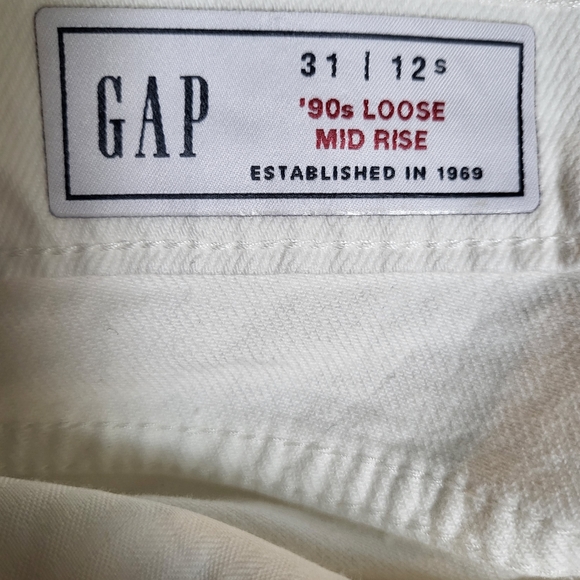 GAP
31 | 12s
'90s LOOSE
MID RISE
ESTABLISHED IN 1969